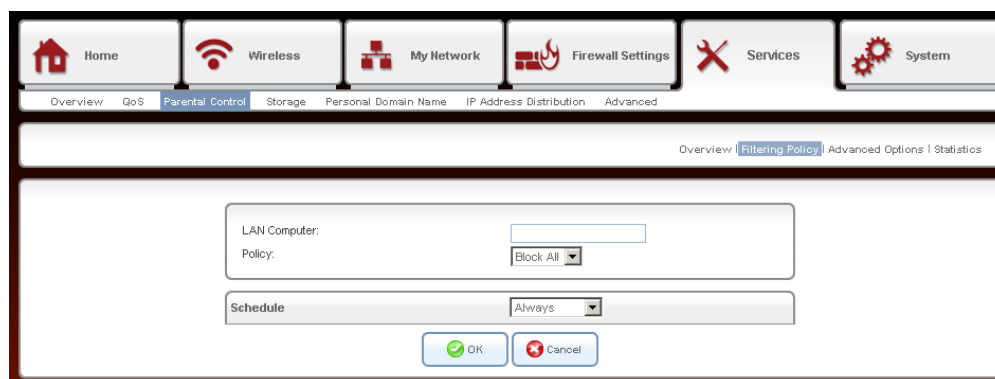 Home Wireless My Network Firewall Settings Services System
Overview QoS Parental Control Storage Personal Domain Name IP Address Distribution Advanced
Overview | Filtering Policy | Advanced Options | Statistics
LAN Computer:
Policy: Block All
Schedule Always
OK Cancel